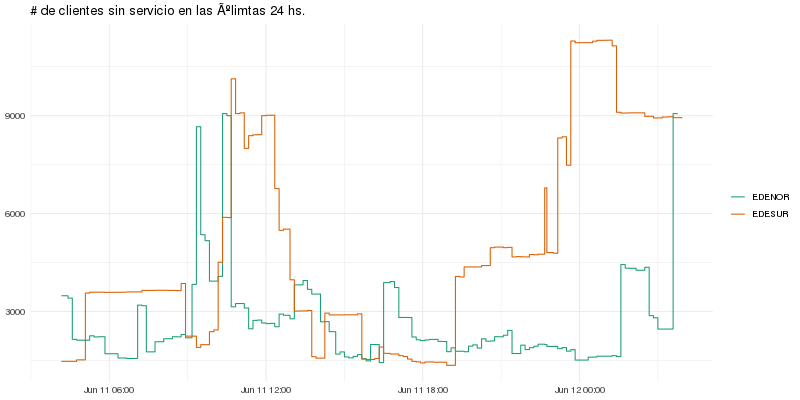 # de clientes sin servicio en las Ãºlimtas 24 hs.
9000
6000
3000
Jun 11 06:00
Jun 11 12:00
Jun 11 18:00
Jun 12 00:00
EDENOR
EDESUR